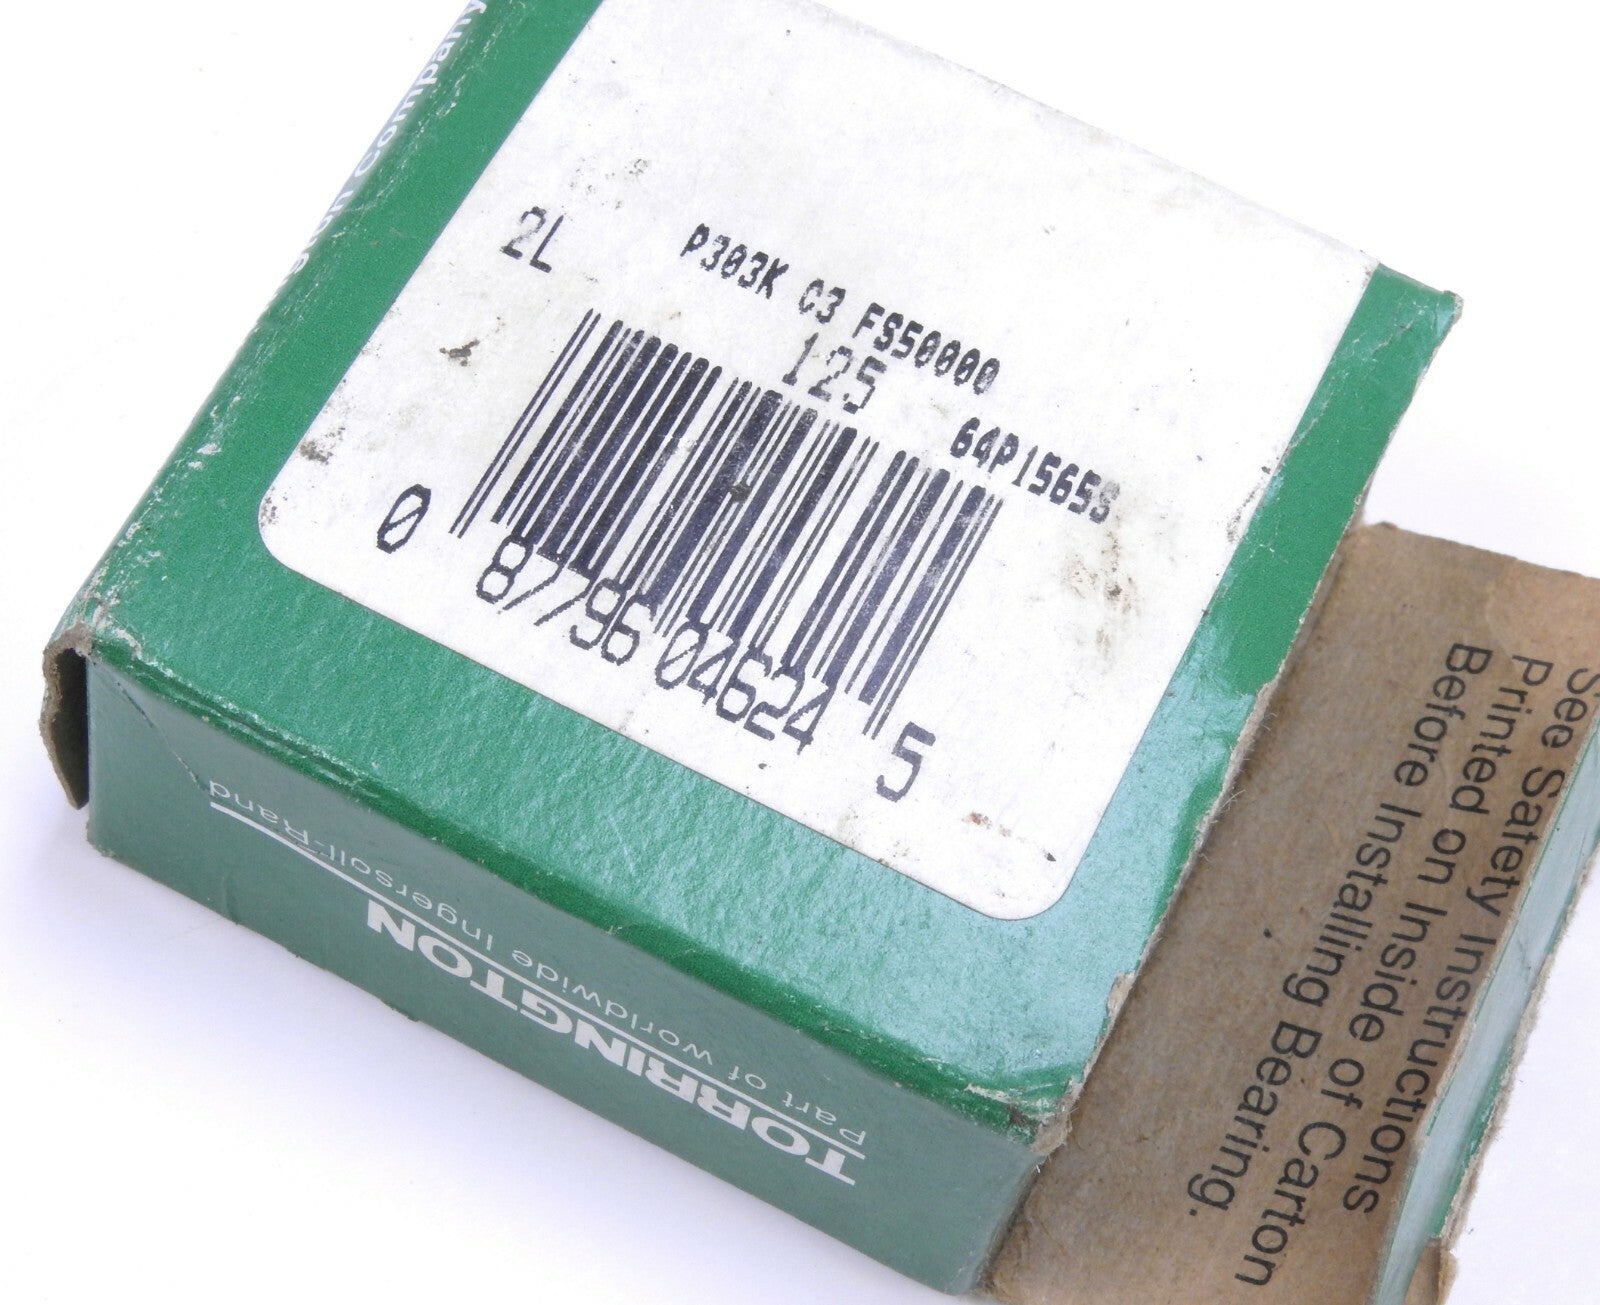 Company
2L
P303K C3 FS50000
125
64P1565S
0 87796 04624 5
TORRINGTON
Part of worldwide Ingersoll-Rand
See Safety Instructions
Printed on Inside of Carton
Before Installing Bearing.